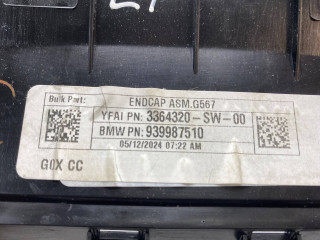 Bulk Part:
ENDCAP ASM.G567
YFAI PN: 3364320-SW-00
BMW PN: 939987510
05/12/2024 07:22 AM
G0X CC